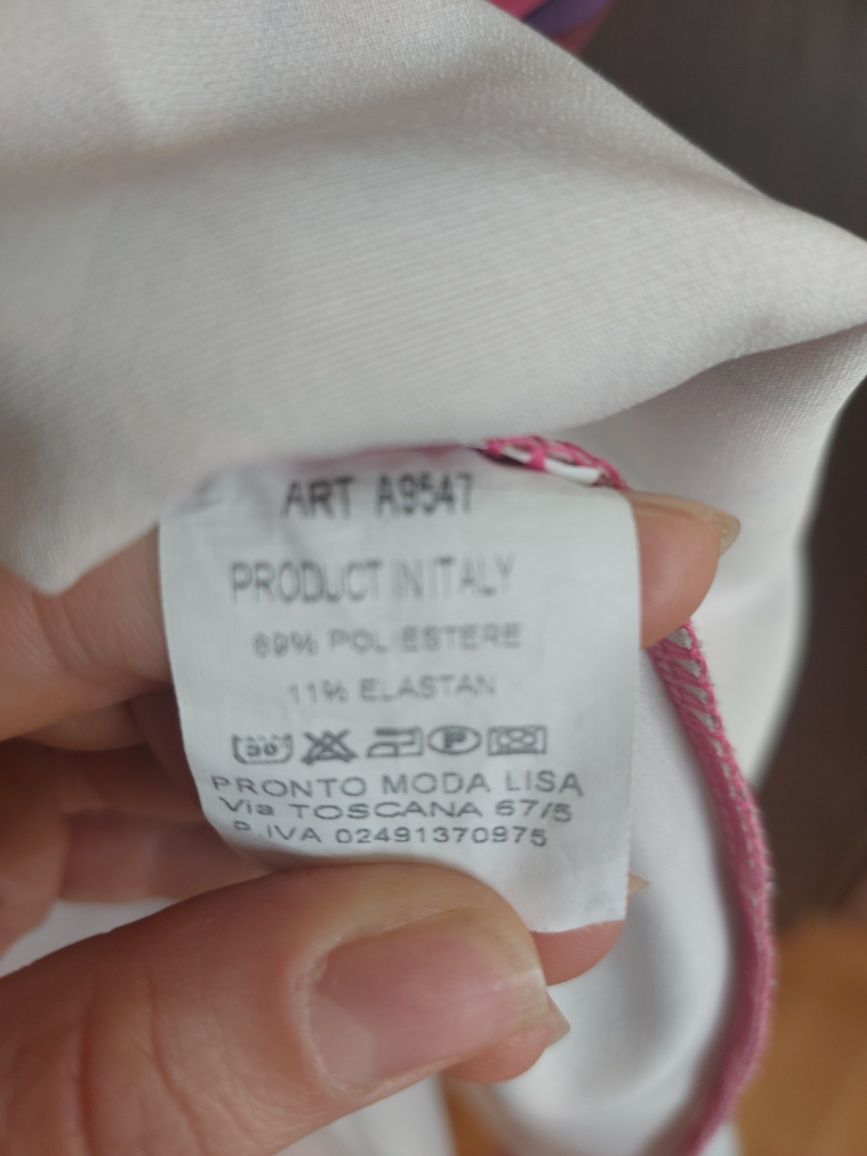 ART A9547
PRODUCT IN ITALY
89% POLIESTERE
11% ELASTAN
30
P
PRONTO MODA LISA
Via TOSCANA 67/5
P.IVA 02491370975